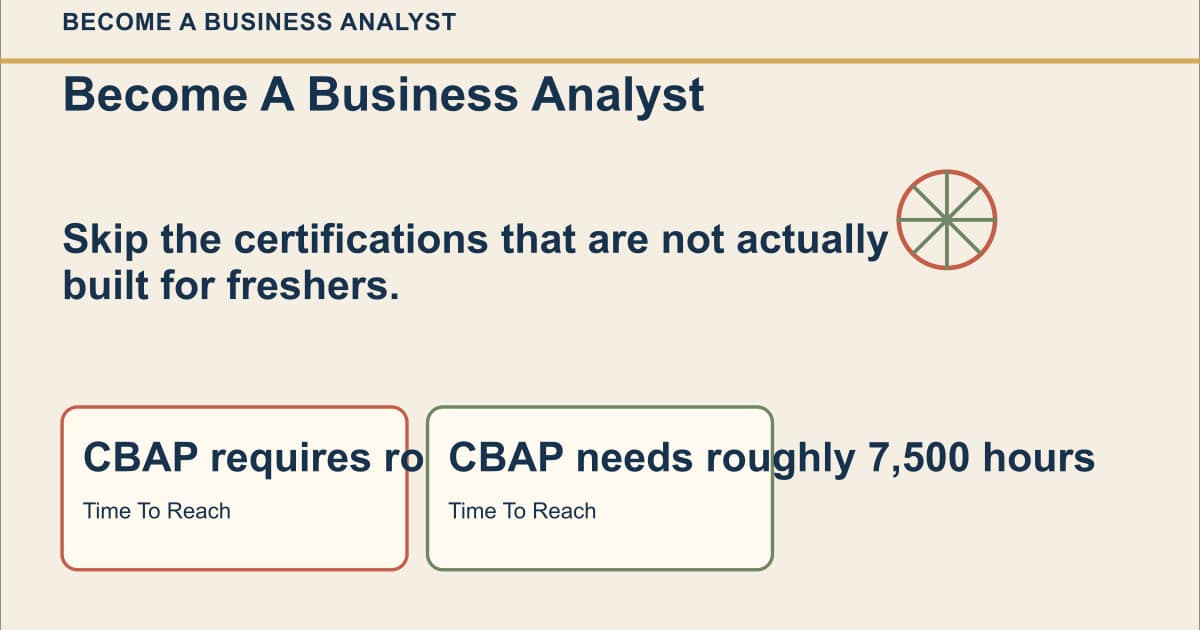 BECOME A BUSINESS ANALYST
Become A Business Analyst
Skip the certifications that are not actually
built for freshers.
CBAP requires ro
CBAP needs roughly 7,500 hours
Time To Reach
Time To Reach